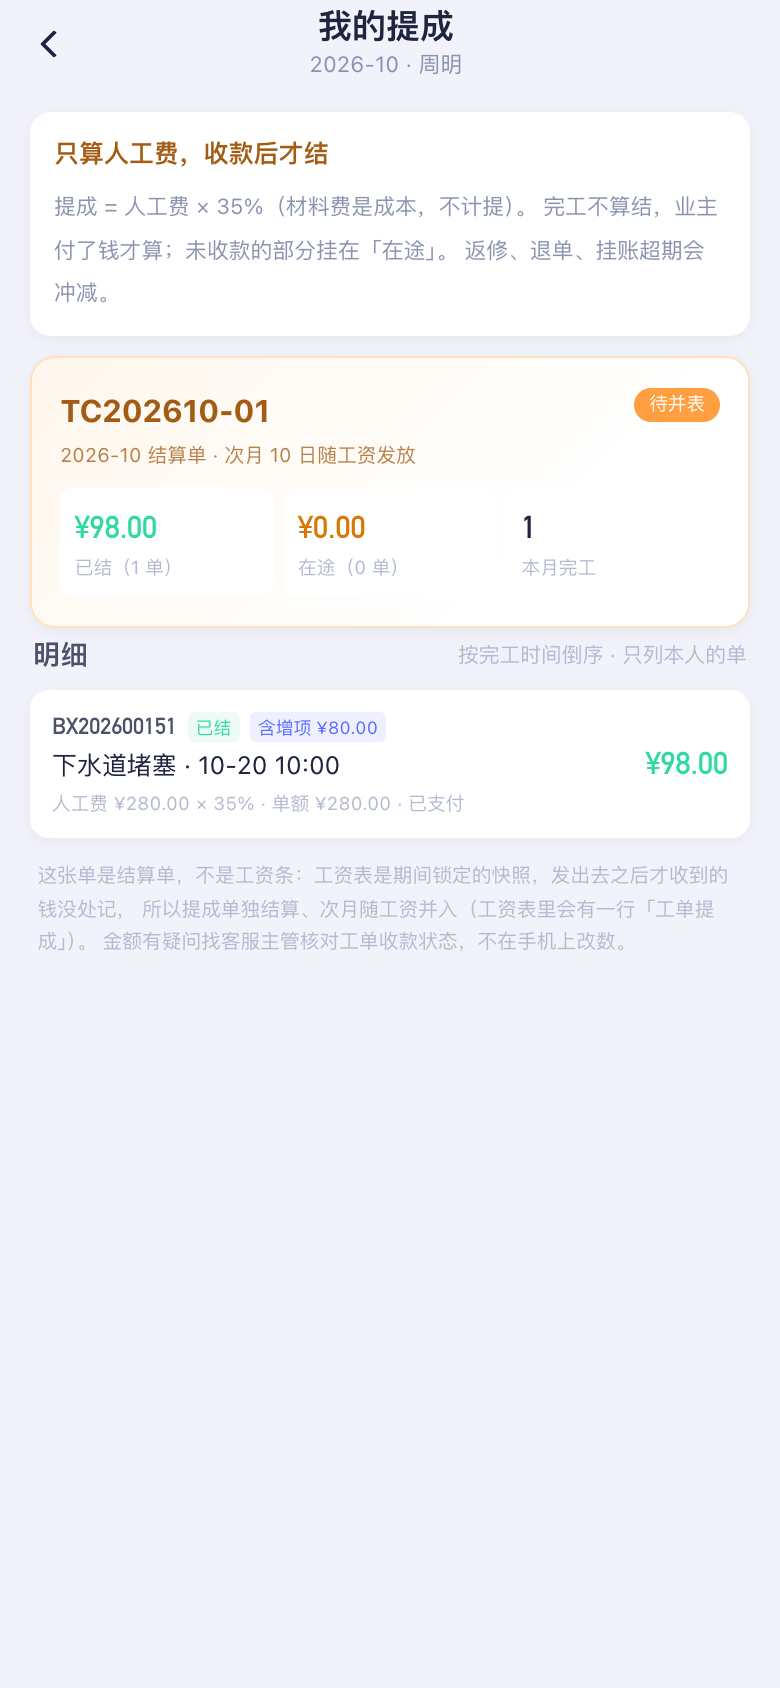 我的提成
2026-10 · 周明
只算人工费，收款后才结
提成 = 人工费 × 35%（材料费是成本，不计提）。 完工不算结，业主
付了钱才算；未收款的部分挂在「在途」。 返修、退单、挂账超期会
冲减。
TC202610-01
待并表
2026-10 结算单 · 次月 10 日随工资发放
¥98.00
¥0.00
1
已结（1 单）
在途（0 单）
本月完工
明细
按完工时间倒序 · 只列本人的单
BX202600151 已结 含增项 ¥80.00
下水道堵塞 · 10-20 10:00
¥98.00
人工费 ¥280.00 × 35% · 单额 ¥280.00 · 已支付
这张单是结算单，不是工资条：工资表是期间锁定的快照，发出去之后才收到的
钱没处记， 所以提成单独结算、次月随工资并入（工资表里会有一行「工单提
成」）。 金额有疑问找客服主管核对工单收款状态，不在手机上改数。